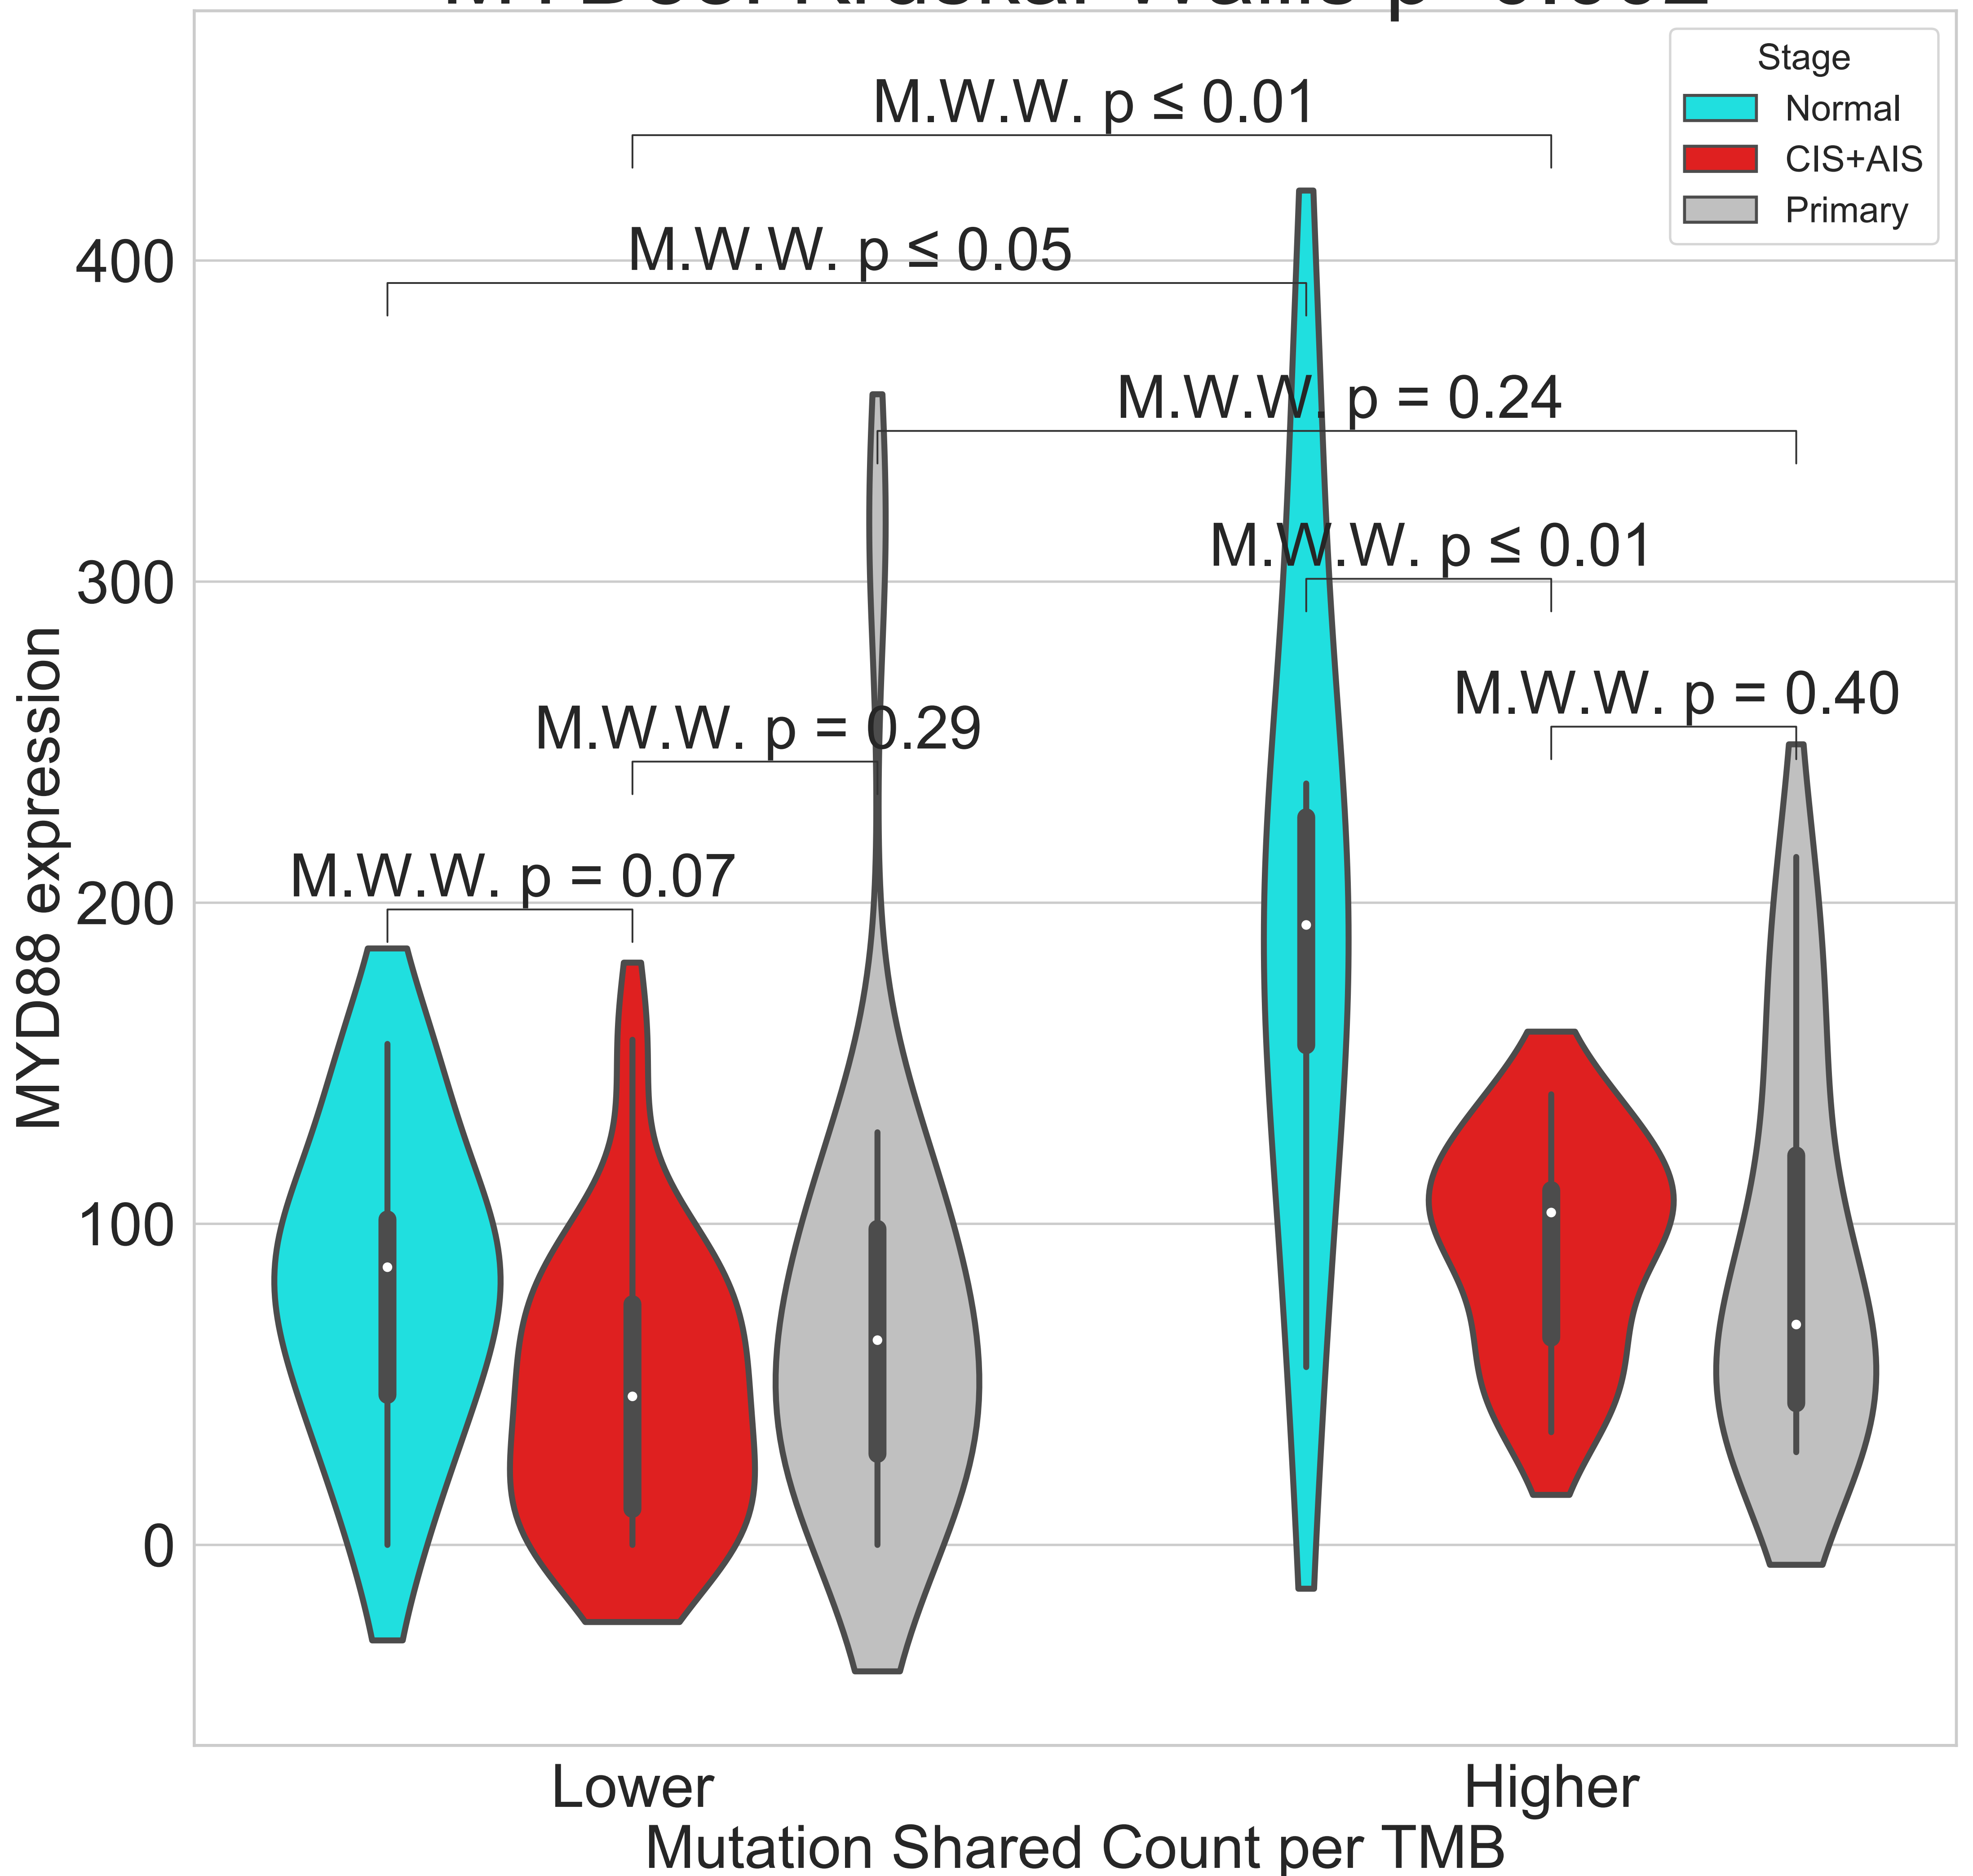 Stage
Normal
CIS+AIS
Primary
M.W.W. p ≤ 0.01
M.W.W. p ≤ 0.05
M.W.W. p = 0.24
M.W.W. p ≤ 0.01
M.W.W. p = 0.40
M.W.W. p = 0.29
M.W.W. p = 0.07
400
300
200
100
0
MYD88 expression
Lower
Higher
Mutation Shared Count per TMB